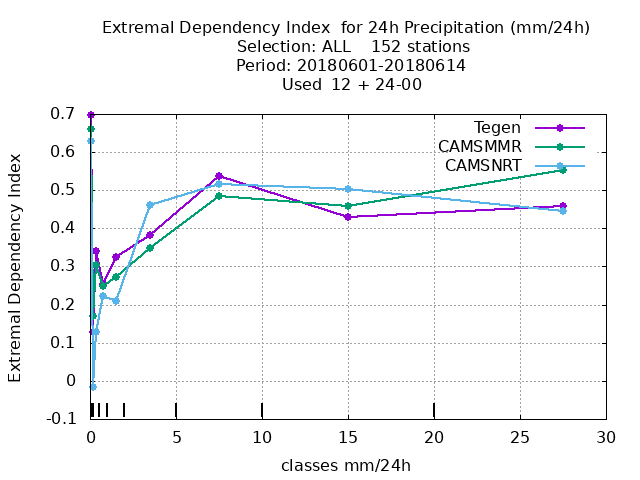 Extremal Dependency Index  for 24h Precipitation (mm/24h)
Selection: ALL    152 stations
Period: 20180601-20180614
Used  12 + 24-00
Extremal Dependency Index
0.7
0.6
0.5
0.4
0.3
0.2
0.1
0
-0.1
Tegen
CAMSMMR
CAMSNRT
0 5 10 15 20 25 30
classes mm/24h